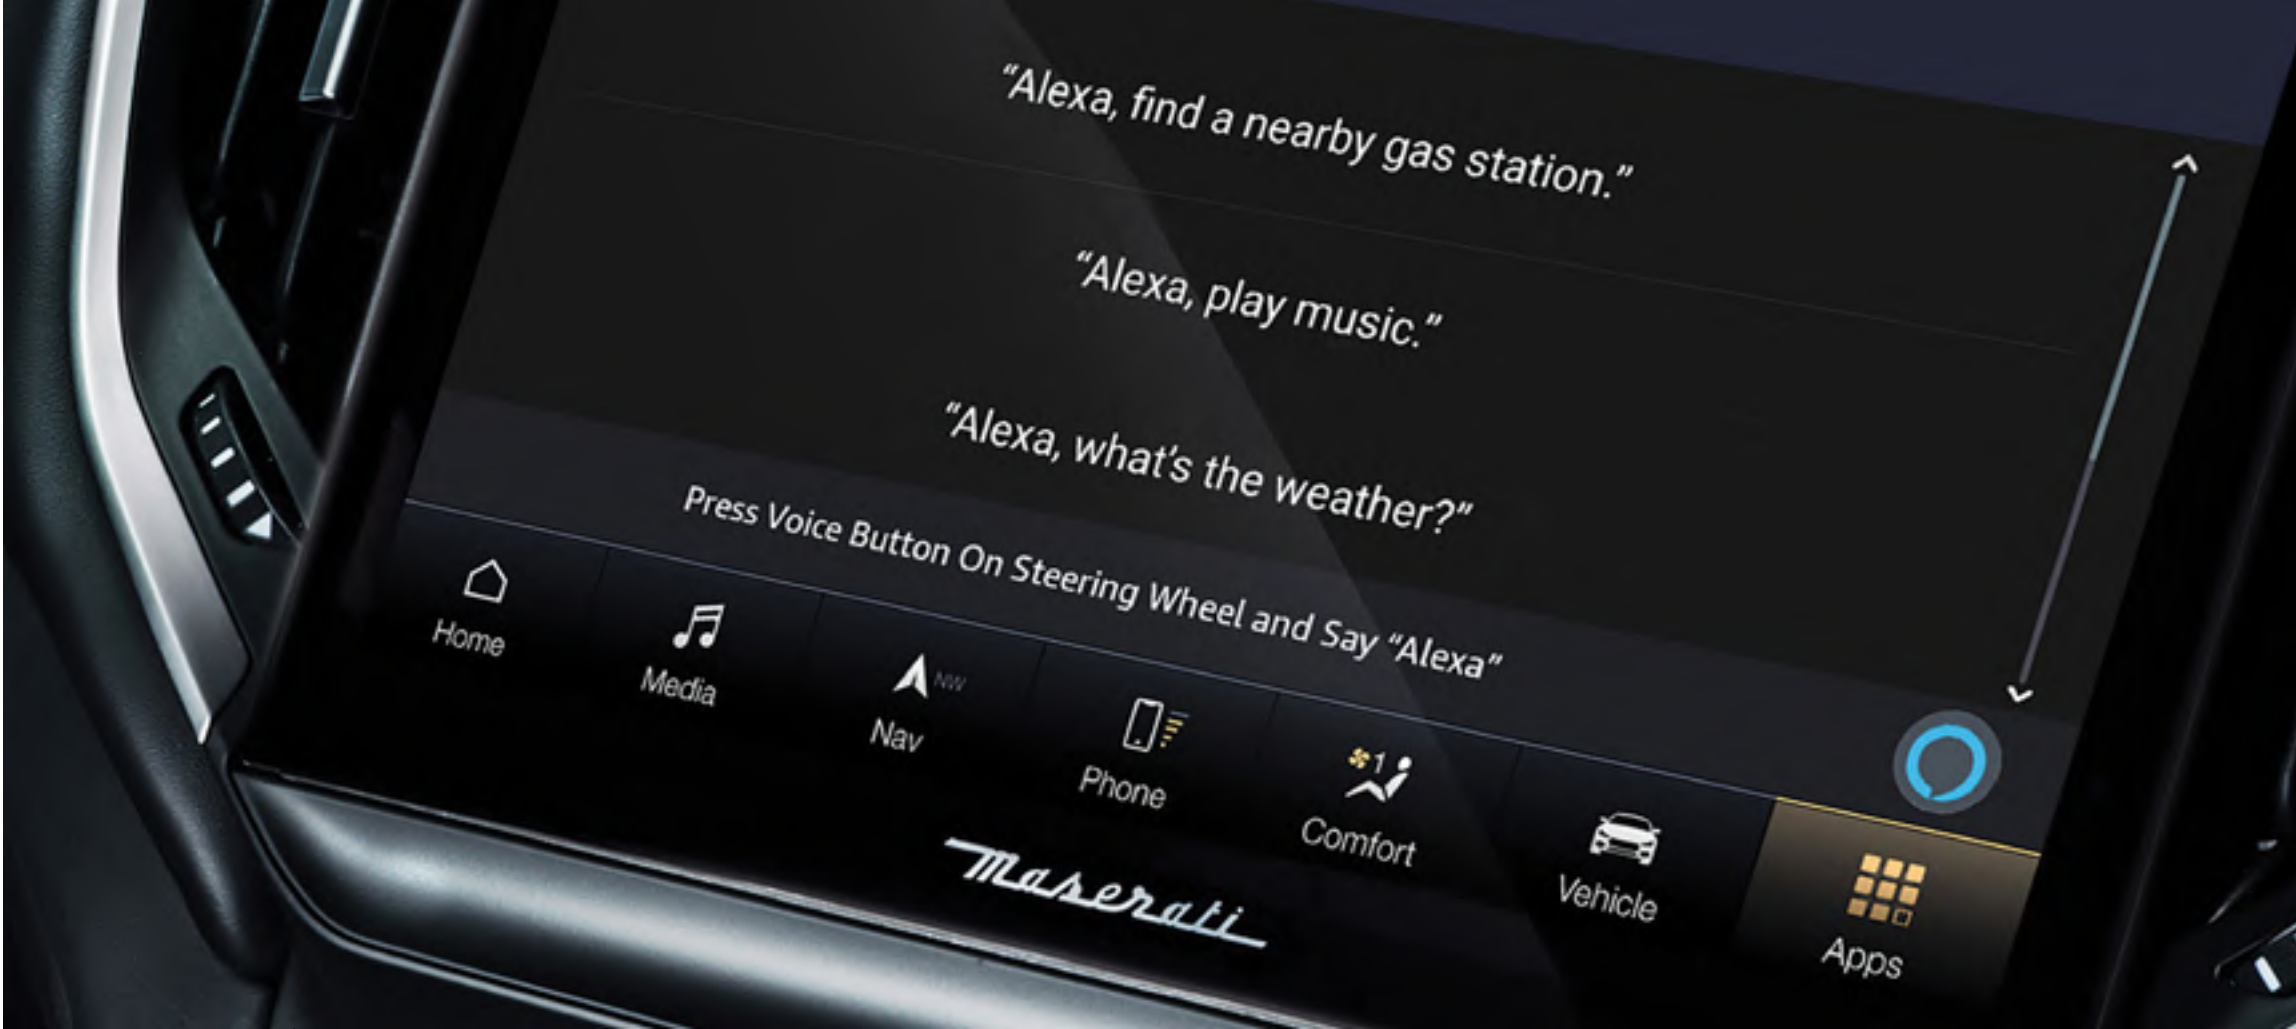 “Alexa, find a nearby gas station.”
“Alexa, play music.”
“Alexa, what’s the weather?”
Press Voice Button On Steering Wheel and Say “Alexa”
Home
Media
NW
Nav
Phone
1
Comfort
Vehicle
Apps
Maserati